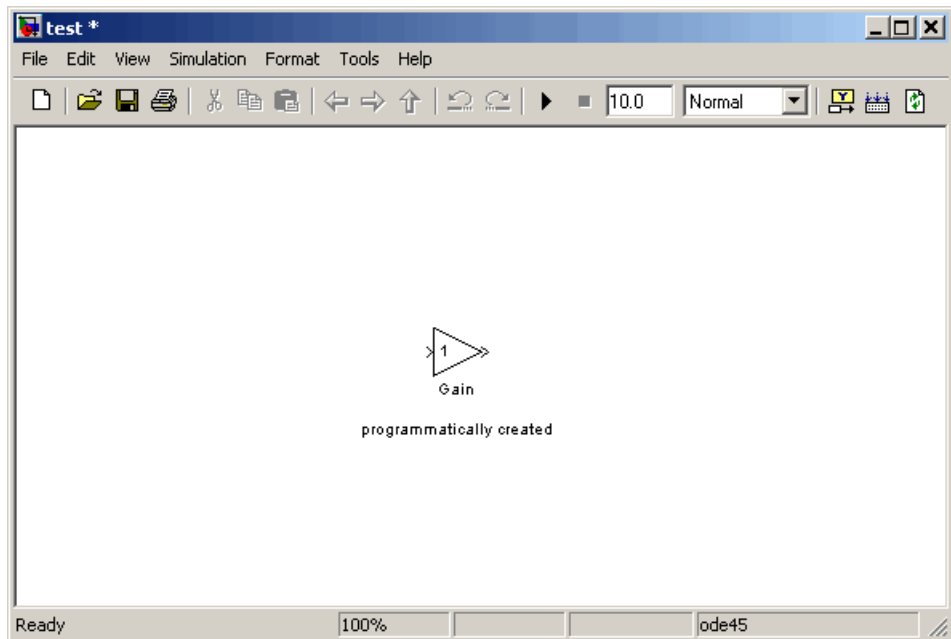 test *
File Edit View Simulation Format Tools Help
10.0 Normal
1
Gain
programmatically created
Ready 100% ode45